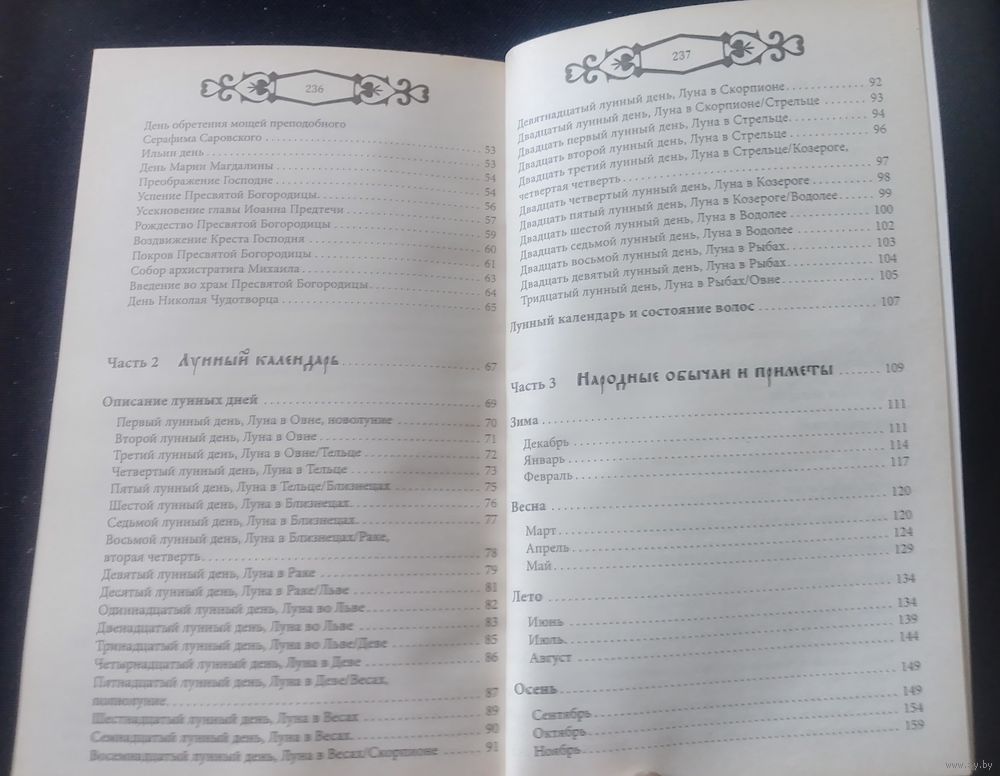 236
День обретения мощей преподобного
Серафима Саровского 53
Ильин день 53
День Марии Магдалины 54
Преображение Господне 54
Успение Пресвятой Богородицы 56
Усекновение главы Иоанна Предтечи 57
Рождество Пресвятой Богородицы 59
Воздвижение Креста Господня 60
Покров Пресвятой Богородицы 61
Собор архистратига Михаила 63
Введение во храм Пресвятой Богородицы 64
День Николая Чудотворца 65
Часть 2 Лунный календарь 67
Описание лунных дней 69
Первый лунный день, Луна в Овне, новолуние 70
Второй лунный день, Луна в Овне 71
Третий лунный день, Луна в Овне/Тельце 72
Четвертый лунный день, Луна в Тельце 73
Пятый лунный день, Луна в Тельце/Близнецах 75
Шестой лунный день, Луна в Близнецах 76
Седьмой лунный день, Луна в Близнецах 77
Восьмой лунный день, Луна в Близнецах/Раке,
вторая четверть 78
Девятый лунный день, Луна в Раке 79
Десятый лунный день, Луна в Раке/Льве 81
Одиннадцатый лунный день, Луна во Льве 82
Двенадцатый лунный день, Луна во Льве 83
Тринадцатый лунный день, Луна во Льве/Деве 85
Четырнадцатый лунный день, Луна в Деве 86
Пятнадцатый лунный день, Луна в Деве/Весах,
полнолуние 87
Шестнадцатый лунный день, Луна в Весах 89
Семнадцатый лунный день, Луна в Весах 90
Восемнадцатый лунный день, Луна в Весах/Скорпионе 91
237
Девятнадцатый лунный день, Луна в Скорпионе 92
Двадцатый лунный день, Луна в Скорпионе/Стрельце 93
Двадцать первый лунный день, Луна в Стрельце 94
Двадцать второй лунный день, Луна в Стрельце 96
Двадцать третий лунный день, Луна в Стрельце/Козероге,
четвертая четверть 97
Двадцать четвертый лунный день, Луна в Козероге 98
Двадцать пятый лунный день, Луна в Козероге/Водолее 99
Двадцать шестой лунный день, Луна в Водолее 100
Двадцать седьмой лунный день, Луна в Водолее 102
Двадцать восьмой лунный день, Луна в Рыбах 103
Двадцать девятый лунный день, Луна в Рыбах 104
Тридцатый лунный день, Луна в Рыбах/Овне 105
Лунный календарь и состояние волос 107
Часть 3 Народные обычаи и приметы 109
Зима 111
Декабрь 111
Январь 114
Февраль 117
Весна 120
Март 120
Апрель 124
Май 129
Лето 134
Июнь 134
Июль 139
Август 144
Осень 149
Сентябрь 149
Октябрь 154
Ноябрь 159